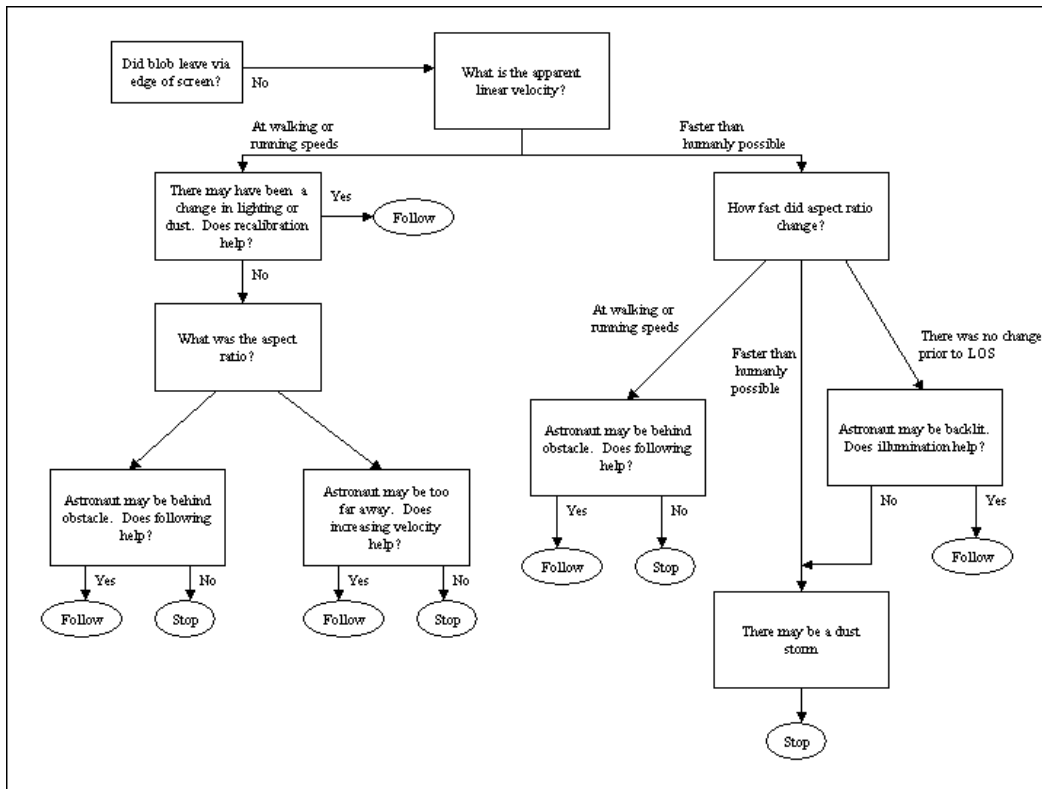 Did blob leave via
edge of screen?
No
What is the apparent
linear velocity?
At walking or
running speeds
Faster than
humanly possible
There may have been a
change in lighting or
dust. Does recalibration
help?
Yes
Follow
How fast did aspect ratio
change?
No
What was the aspect
ratio?
At walking or
running speeds
Faster than
humanly
possible
There was no change
prior to LOS
Astronaut may be behind
obstacle. Does following
help?
Astronaut may be backlit.
Does illumination help?
Astronaut may be behind
obstacle. Does following
help?
Astronaut may be too
far away. Does
increasing velocity
help?
Yes
No
No
Yes
Follow
Stop
Follow
Yes
No
Yes
No
Follow
Stop
Follow
Stop
There may be a dust
storm
Stop